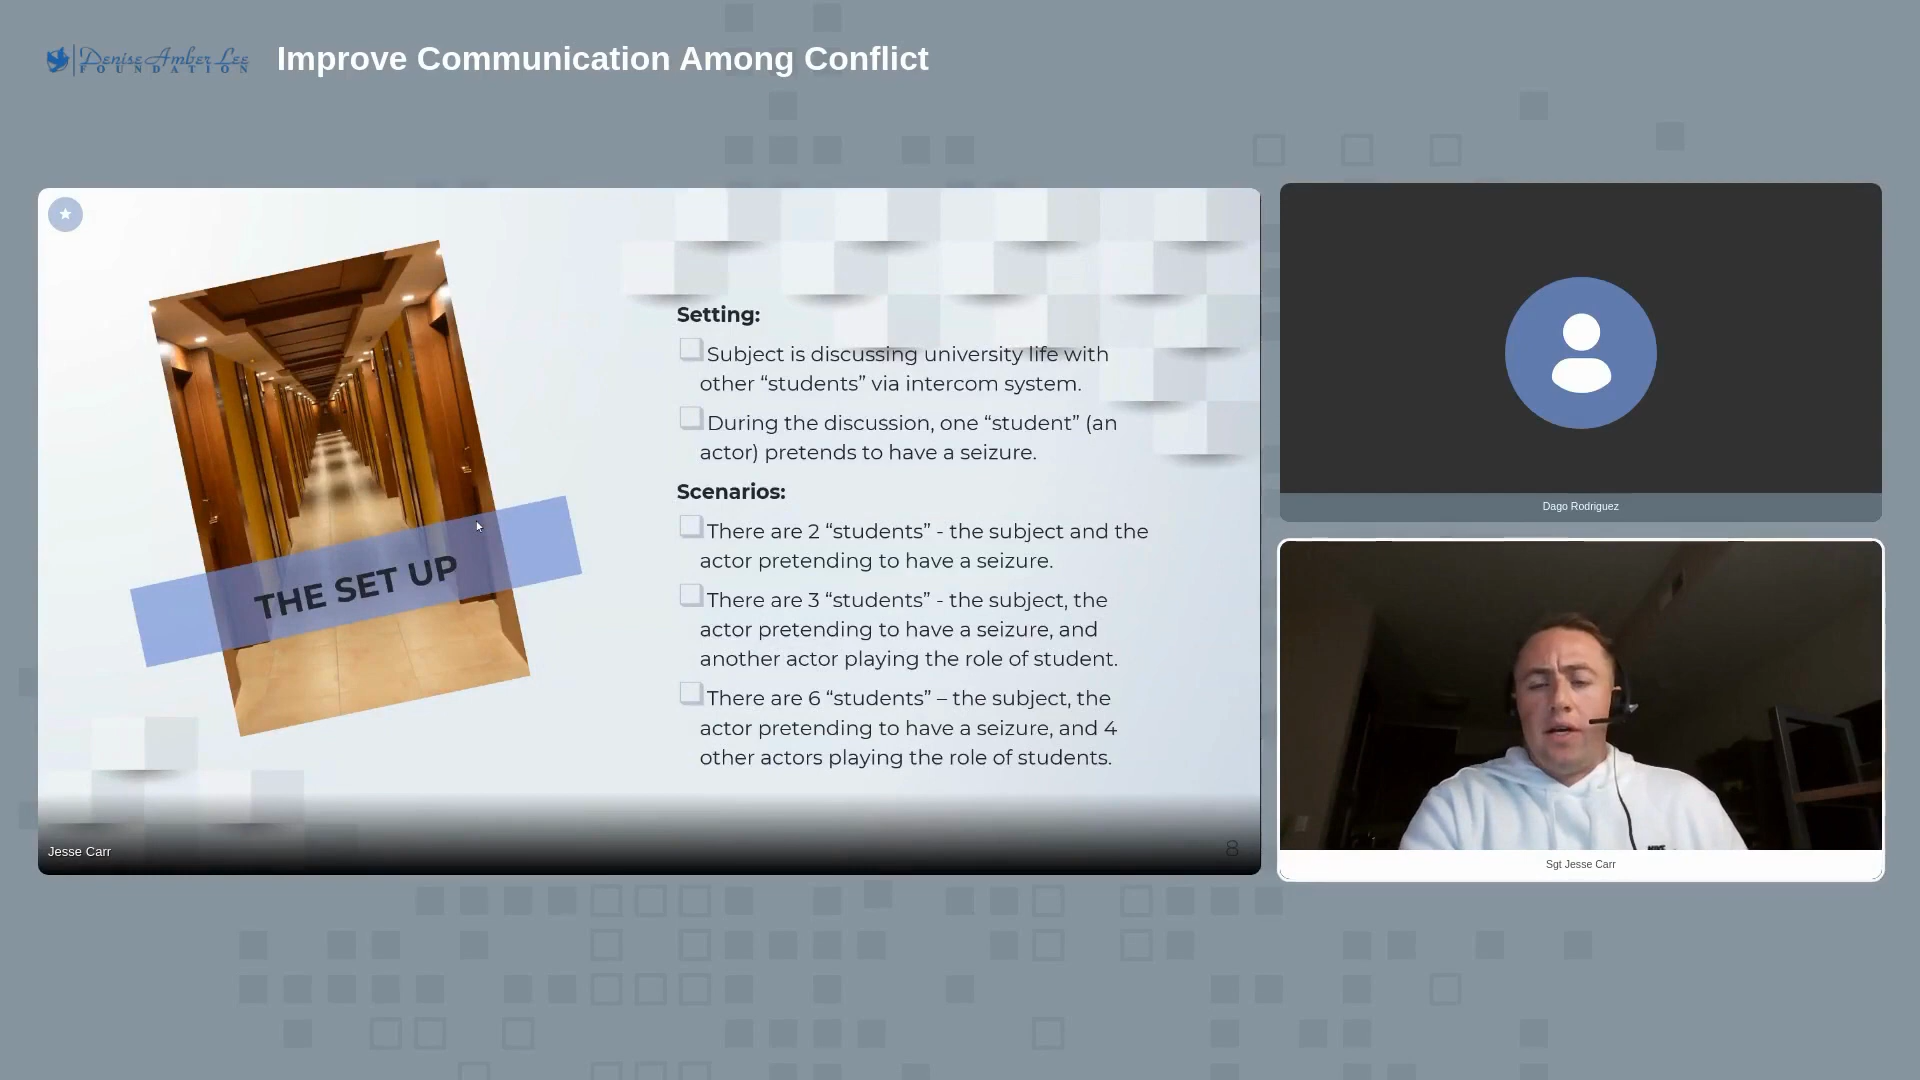 Denise Amber Lee
FOUNDATION
Improve Communication Among Conflict
THE SET UP
Setting:
Subject is discussing university life with
other “students” via intercom system.
During the discussion, one “student” (an
actor) pretends to have a seizure.
Scenarios:
There are 2 “students” - the subject and the
actor pretending to have a seizure.
There are 3 “students” - the subject, the
actor pretending to have a seizure, and
another actor playing the role of student.
There are 6 “students” – the subject, the
actor pretending to have a seizure, and 4
other actors playing the role of students.
Jesse Carr
8
Dago Rodriguez
Sgt Jesse Carr